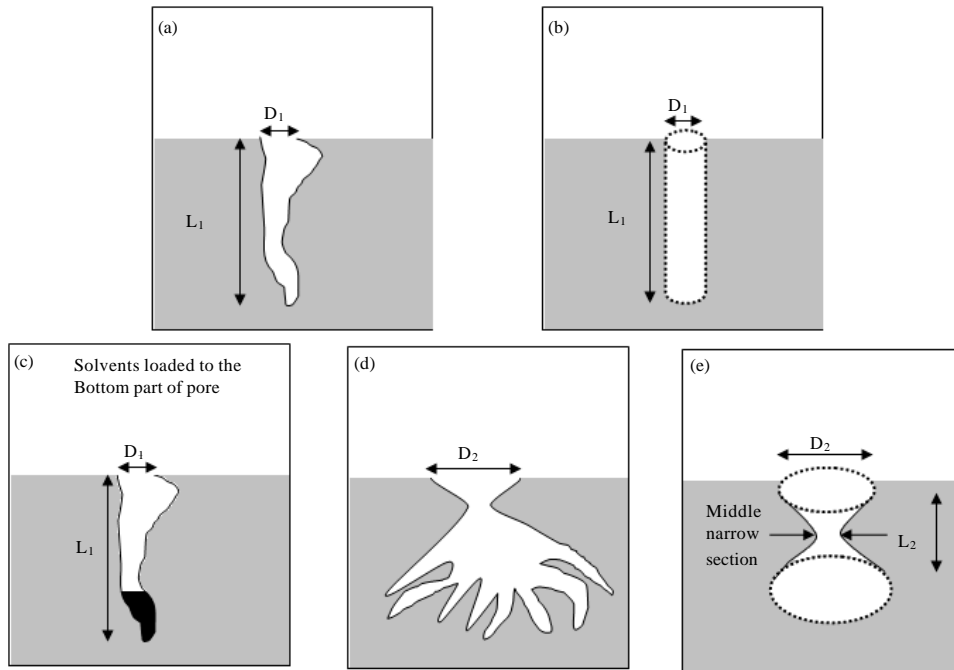 (a)
D₁
L₁
(b)
D₁
L₁
(c)
Solvents loaded to the
Bottom part of pore
D₁
L₁
(d)
D₂
(e)
D₂
Middle
narrow
section
L₂